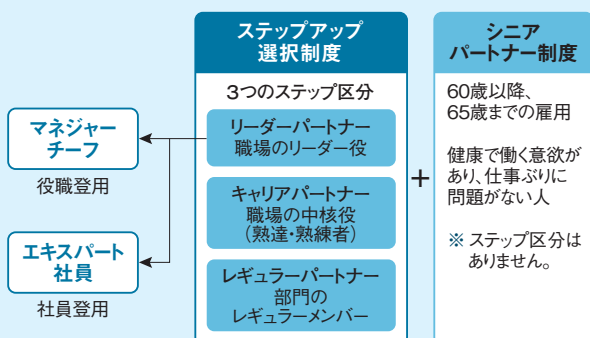 ステップアップ
選択制度
3つのステップ区分
リーダーパートナー
職場のリーダー役
キャリアパートナー
職場の中核役
（熟達・熟練者）
レギュラーパートナー
部門の
レギュラーメンバー
マネジャー
チーフ
役職登用
エキスパート
社員
社員登用
+
シニア
パートナー制度
60歳以降、
65歳までの雇用
健康で働く意欲が
あり、仕事ぶりに
問題がない人
※ ステップ区分は
ありません。